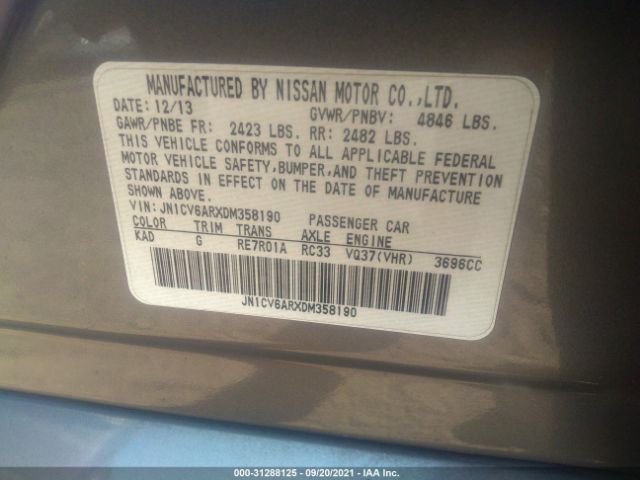 MANUFACTURED BY NISSAN MOTOR CO.,LTD.
DATE: 12/13 GVWR/PNBV: 4846 LBS.
GAWR/PNBE FR: 2423 LBS. RR: 2482 LBS.
THIS VEHICLE CONFORMS TO ALL APPLICABLE FEDERAL
MOTOR VEHICLE SAFETY,BUMPER,AND THEFT PREVENTION
STANDARDS IN EFFECT ON THE DATE OF MANUFACTURE
SHOWN ABOVE.
VIN: JN1CV6ARXDM358190 PASSENGER CAR
COLOR TRIM TRANS AXLE ENGINE
KAD G RE7R01A RC33 VQ37(VHR) 3696CC
JN1CV6ARXDM358190
000-31288125 - 09/20/2021 - IAA Inc.